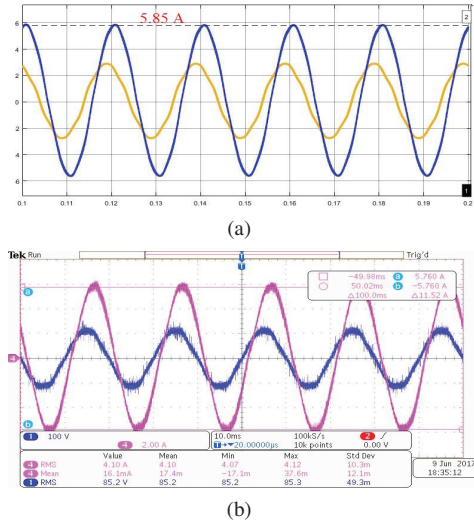 5.85 A
2
6
4
2
0
2
4
6
1
0.1 0.11 0.12 0.13 0.14 0.15 0.16 0.17 0.18 0.19 0.2
(a)
Tek Run Trig'd
T
a −49.98ms a 5.760 A
50.02ms b −5.760 A
Δ100.0ms Δ11.52 A
4
b
1 100 V 10.0ms 100kS/s 2
4 2.00 A T 20.00000µs 10k points 0.00 V
Value Mean Min Max Std Dev
4 RMS 4.10 A 4.10 4.07 4.12 10.3m
4 Mean 16.1mA 17.4m −17.1m 37.6m 12.1m
1 RMS 85.2 V 85.2 85.2 85.3 49.3m
9 Jun 2017
18:35:12
(b)